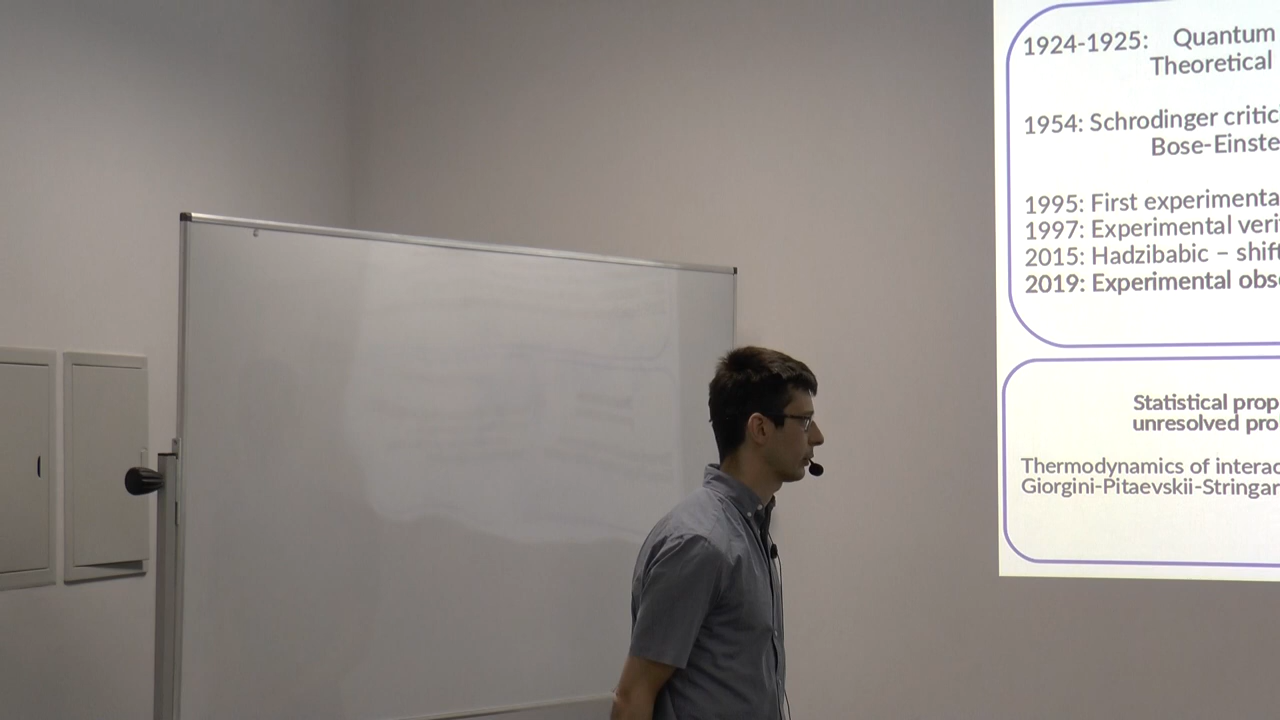 1924-1925: Quantum
Theoretical
1954: Schrodinger critic
Bose-Einste
1995: First experimenta
1997: Experimental veri
2015: Hadzibabic – shift
2019: Experimental obs
Statistical prop
unresolved pro
Thermodynamics of interac
Giorgini-Pitaevskii-Stringar